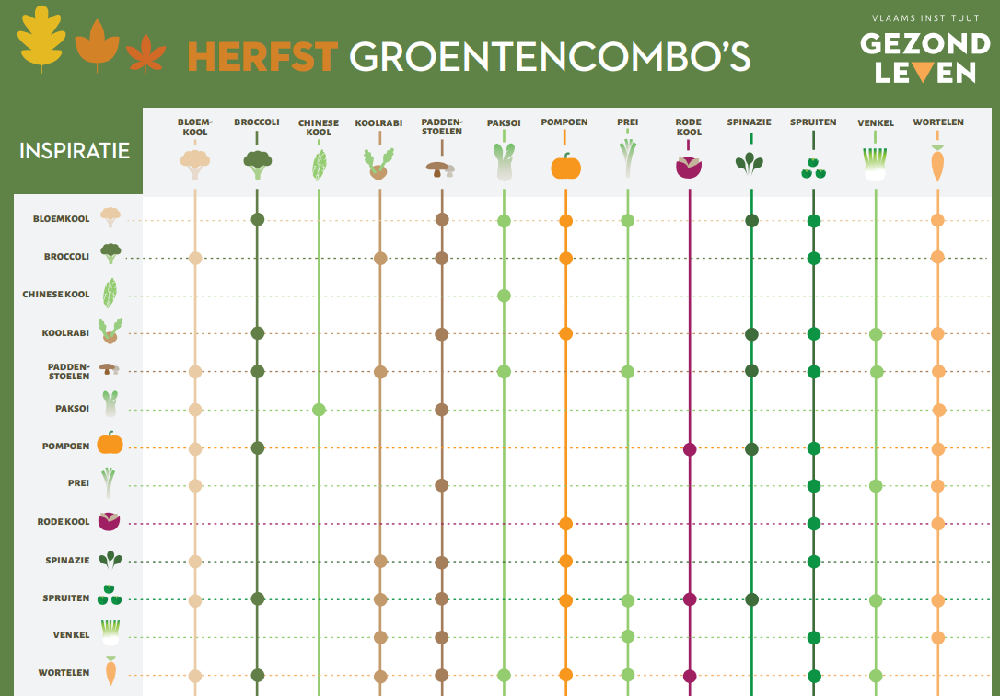 HERFST GROENTENCOMBO'S
VLAAMS INSTITUUT
GEZOND
LEVEN
INSPIRATIE
BLOEM-
KOOL
BROCCOLI
CHINESE
KOOL
KOOLRABI
PADDEN-
STOELEN
PAKSOI
POMPOEN
PREI
RODE
KOOL
SPINAZIE
SPRUITEN
VENKEL
WORTELEN
BLOEMKOOL
BROCCOLI
CHINESE KOOL
KOOLRABI
PADDEN-
STOELEN
PAKSOI
POMPOEN
PREI
RODE KOOL
SPINAZIE
SPRUITEN
VENKEL
WORTELEN